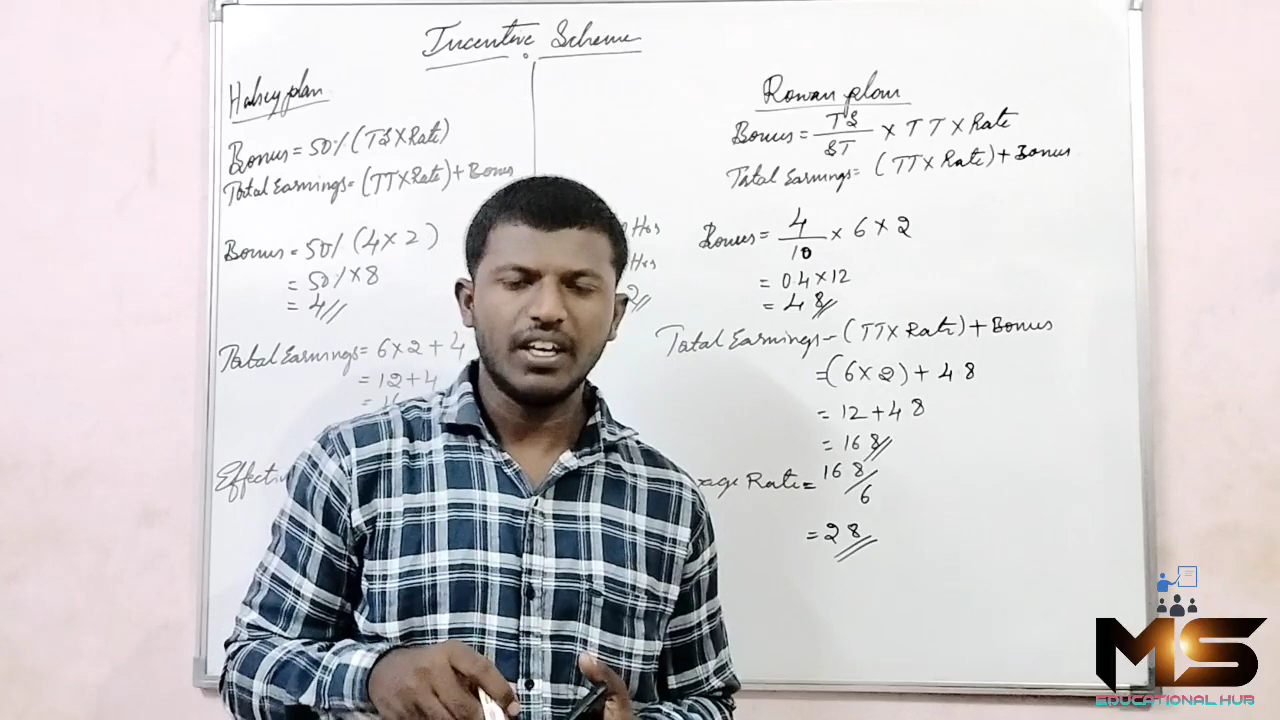 Incentive Scheme
Halsey plan
Bonus = 50% (TS X Rate)
Total Earnings = (TT X Rate) + Bonus
Bonus = 50% (4 x 2)
= 50% x 8
= 4//
Total Earnings = 6 x 2 + 4
= 12 + 4
Hrs
Hrs
2//
Rowan plan
Bonus = TS/ST x TT x Rate
Total Earnings = (TT X Rate) + Bonus
Bonus = 4/10 x 6 x 2
= 0.4 x 12
= 4 8//
Total Earnings = (TT X Rate) + Bonus
= (6 x 2) + 4 8
= 12 + 4 8
= 16 8//
Rate = 16 8/6
= 2 8//
MS
EDUCATIONAL HUB